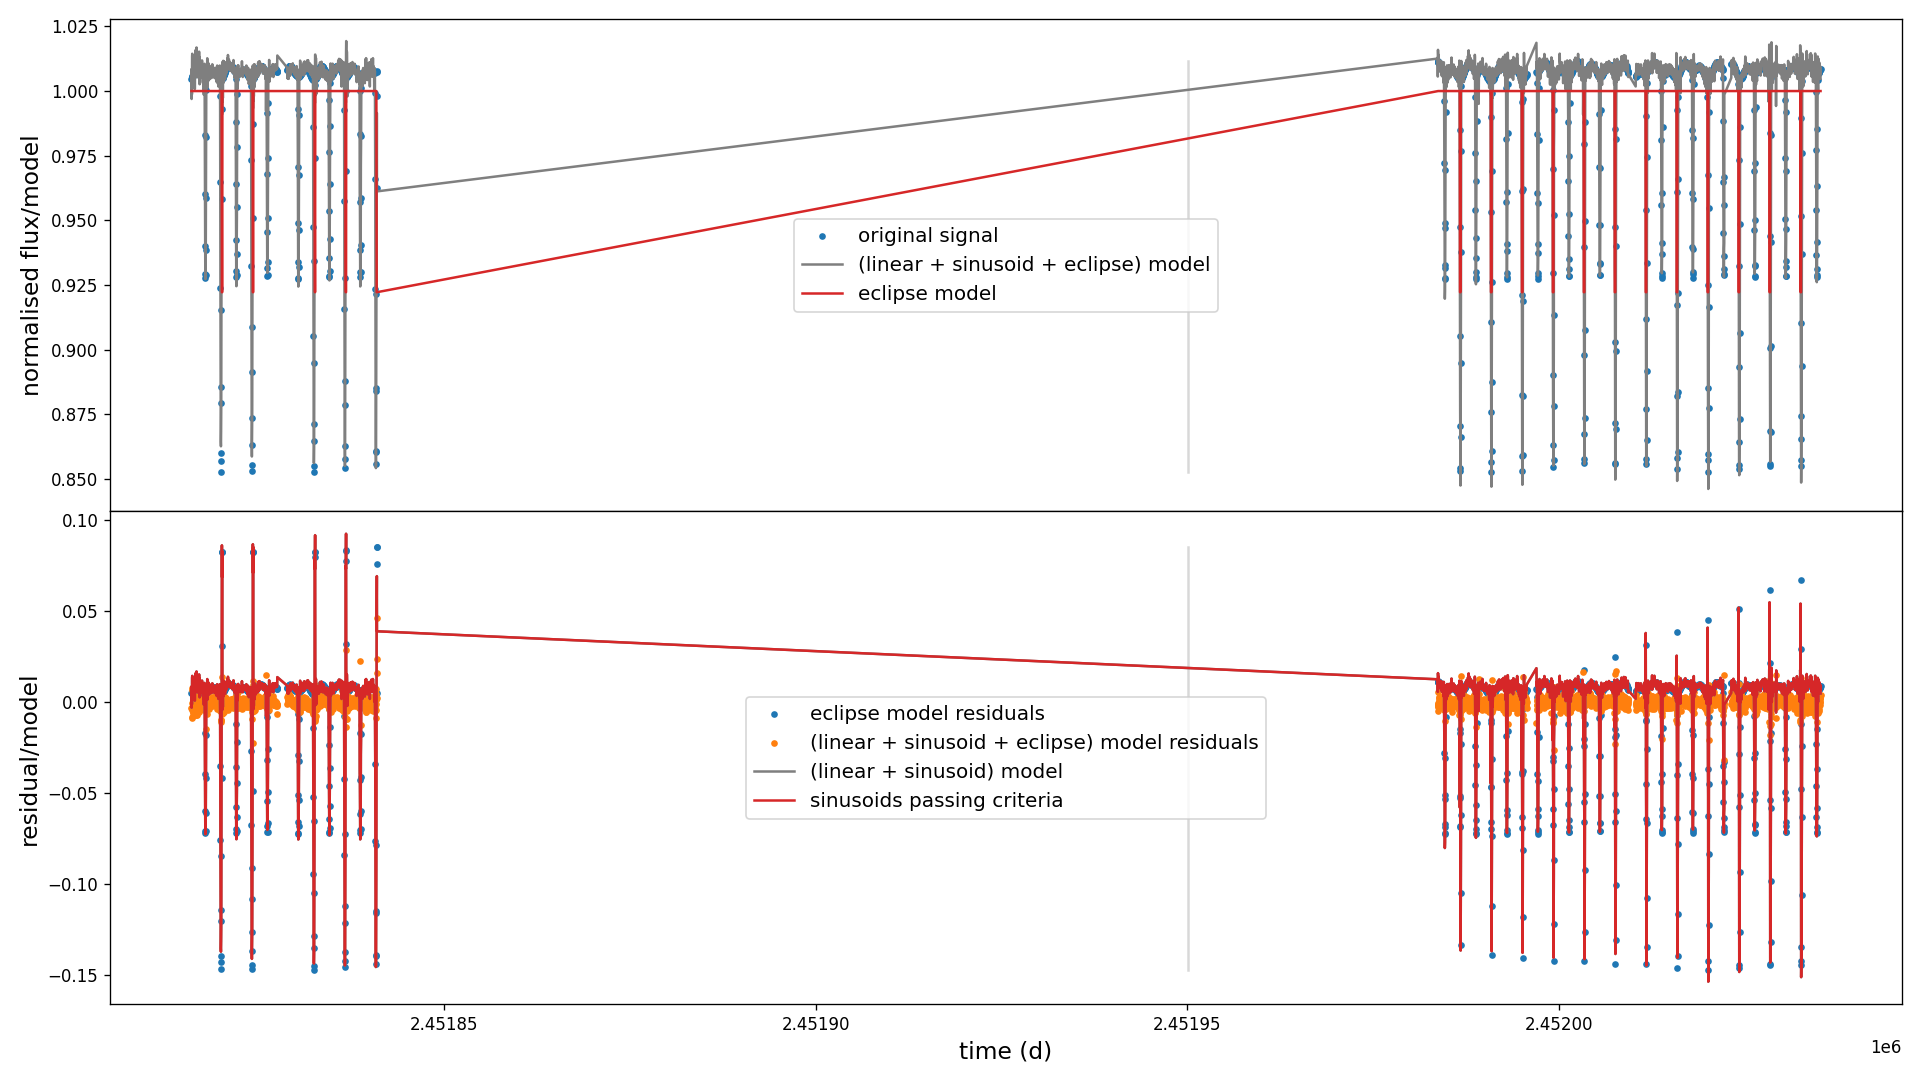 normalised flux/model
1.025
1.000
0.975
0.950
0.925
0.900
0.875
0.850
original signal
(linear + sinusoid + eclipse) model
eclipse model
residual/model
0.10
0.05
0.00
−0.05
−0.10
−0.15
eclipse model residuals
(linear + sinusoid + eclipse) model residuals
(linear + sinusoid) model
sinusoids passing criteria
2.45185
2.45190
2.45195
2.45200
1e6
time (d)